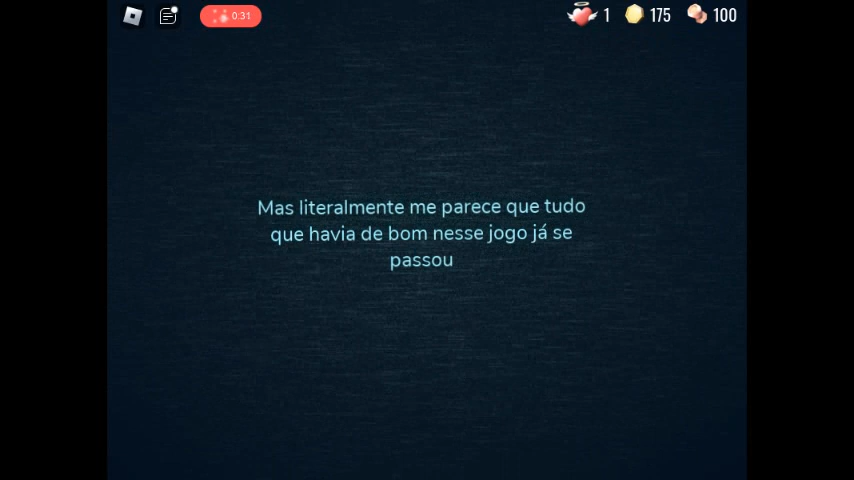 0:31
1
175
100
Mas literalmente me parece que tudo
que havia de bom nesse jogo já se
passou